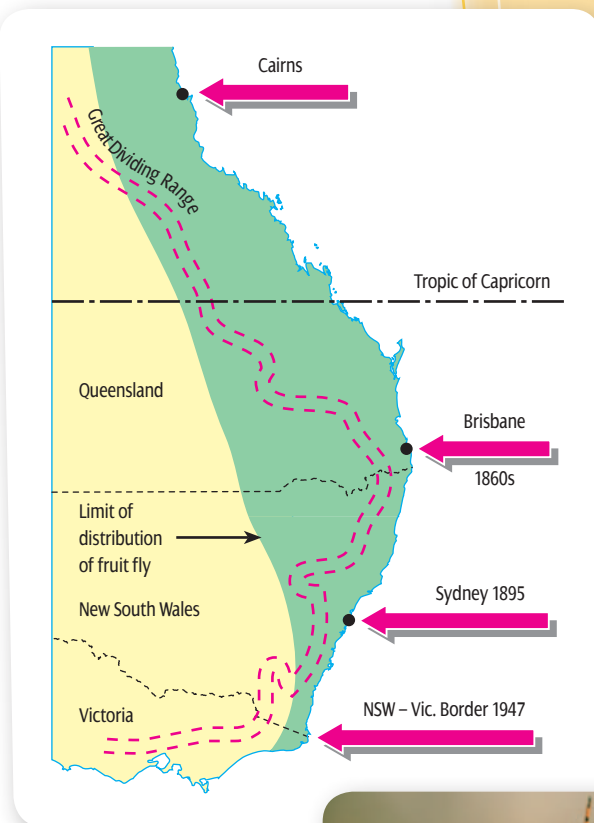 Cairns
Great Dividing Range
Tropic of Capricorn
Queensland
Brisbane
1860s
Limit of
distribution
of fruit fly
New South Wales
Sydney 1895
Victoria
NSW – Vic. Border 1947